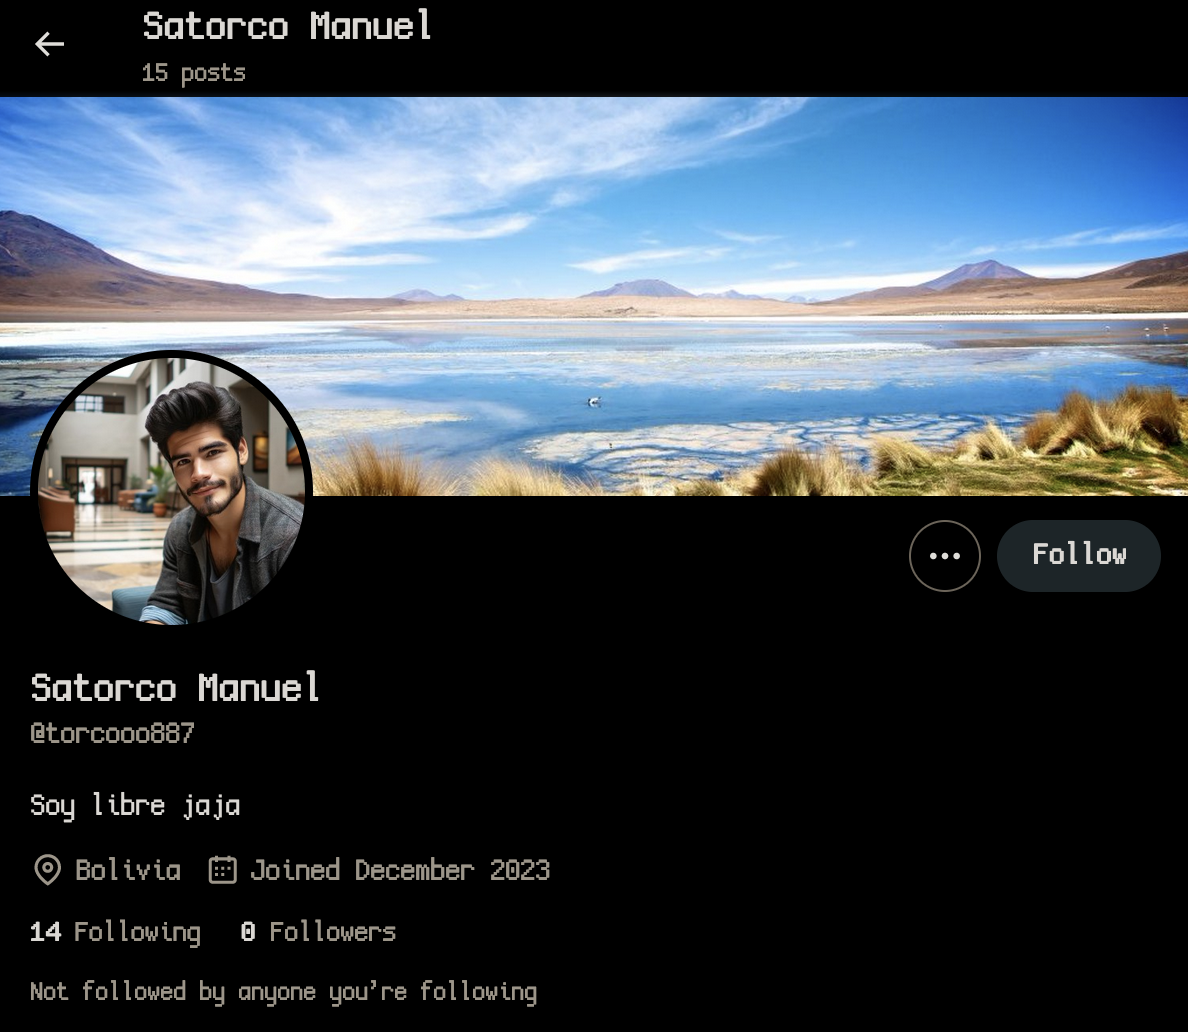 Satorco Manuel
15 posts
Follow
Satorco Manuel
@torcooo887
Soy libre jaja
Bolivia Joined December 2023
14 Following 0 Followers
Not followed by anyone you’re following